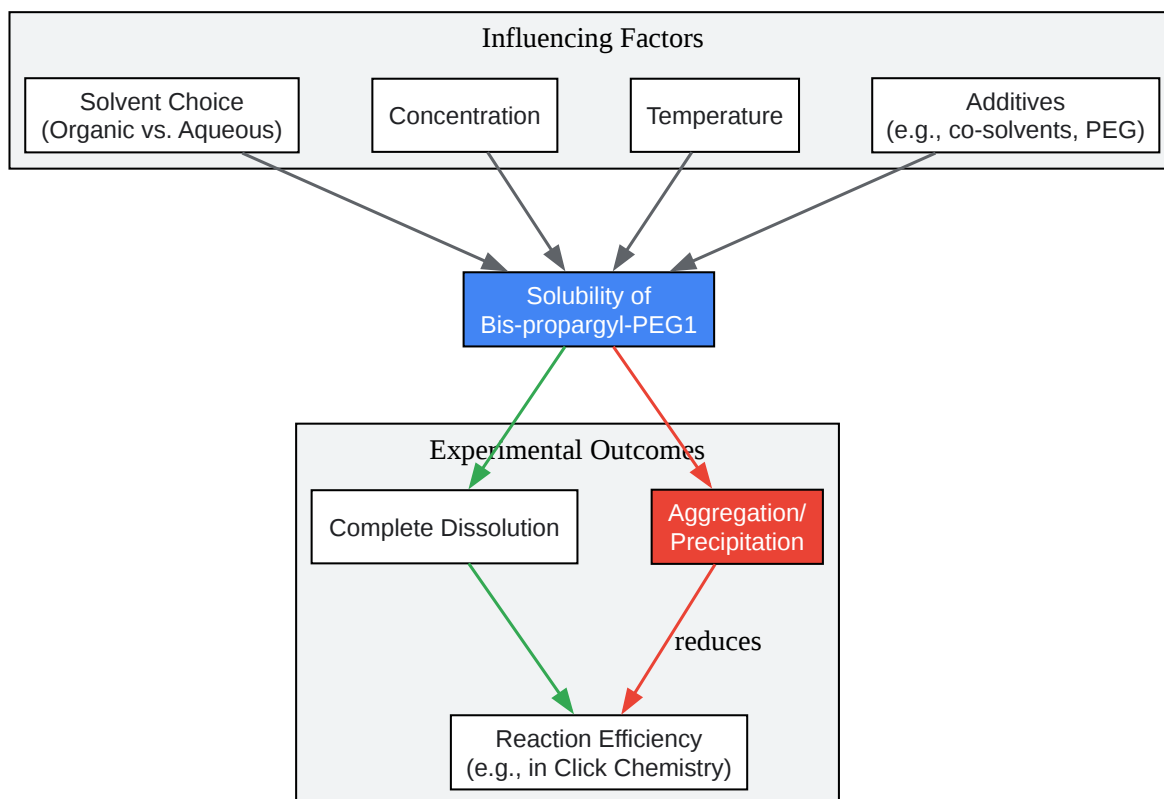 Influencing Factors
Solvent Choice
(Organic vs. Aqueous)
Concentration
Temperature
Additives
(e.g., co-solvents, PEG)
Solubility of
Bis-propargyl-PEG1
Experimental Outcomes
Complete Dissolution
Aggregation/
Precipitation
reduces
Reaction Efficiency
(e.g., in Click Chemistry)